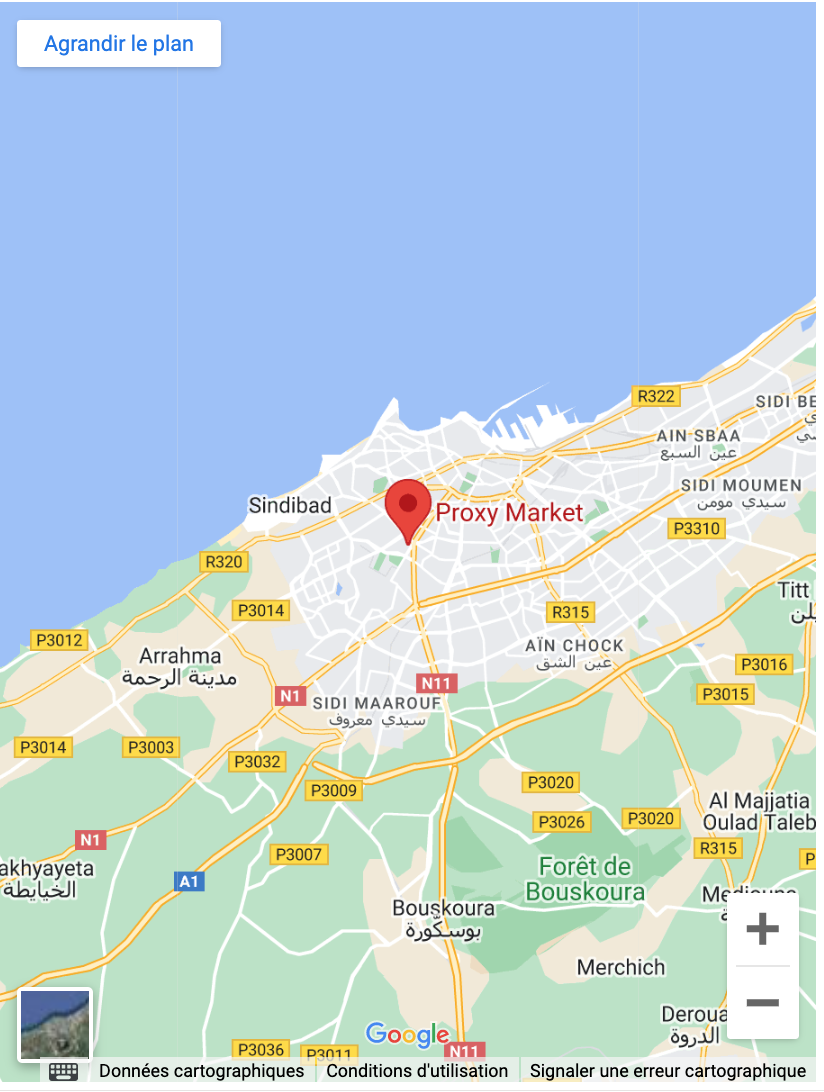 Agrandir le plan
R322
SIDI BE
AIN SBAA
عين السبع
SIDI MOUMEN
سيدي مومن
Sindibad
Proxy Market
P3310
R320
Titt
P3014
R315
P3012
AÏN CHOCK
عين الشق
Arrahma
مدينة الرحمة
P3016
N11
N1
P3015
SIDI MAAROUF
سيدي معروف
P3014
P3003
P3032
P3020
P3009
Al Majjatia
Oulad Taleb
P3026
P3020
N1
R315
P3007
Forêt de
Bouskoura
akhyayeta
الخيايطة
A1
Bouskoura
بوسكورة
Merchich
Deroua
الدروة
Google
P3036
P3011
N11
Données cartographiques
Conditions d'utilisation
Signaler une erreur cartographique